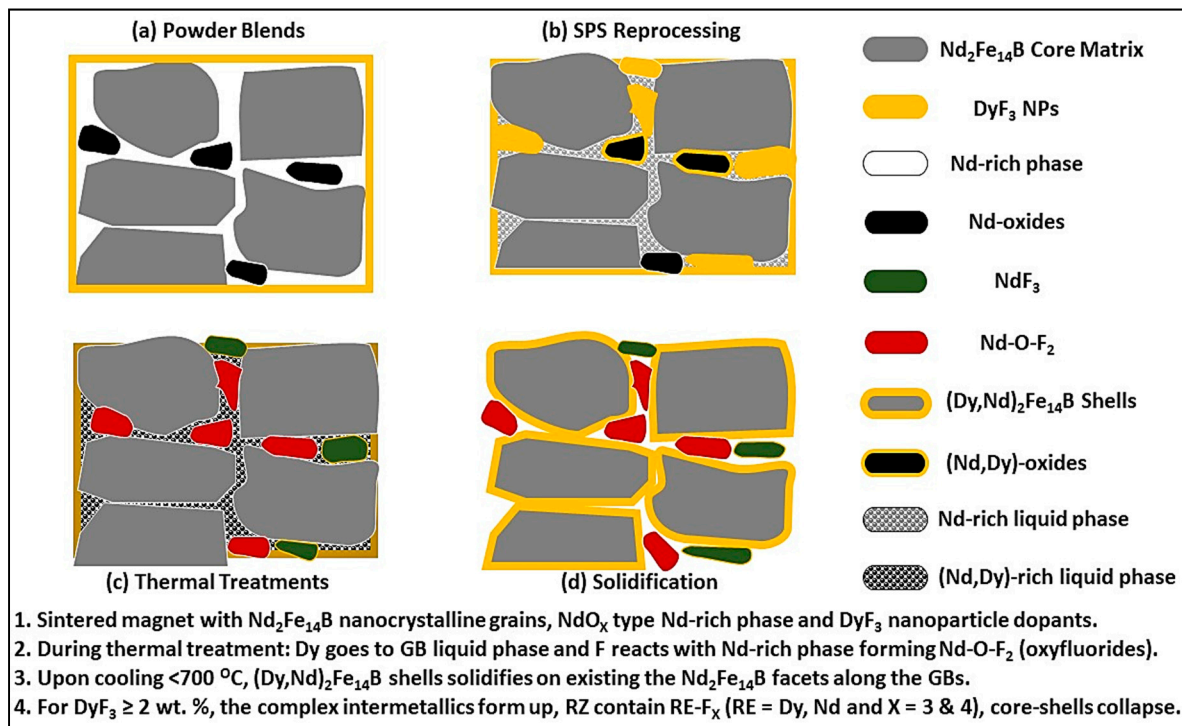 (a) Powder Blends
(b) SPS Reprocessing
Nd₂Fe₁₄B Core Matrix
DyF₃ NPs
Nd-rich phase
Nd-oxides
NdF₃
Nd-O-F₂
(Dy,Nd)₂Fe₁₄B Shells
(Nd,Dy)-oxides
Nd-rich liquid phase
(Nd,Dy)-rich liquid phase
(c) Thermal Treatments
(d) Solidification
1. Sintered magnet with Nd₂Fe₁₄B nanocrystalline grains, NdOₓ type Nd-rich phase and DyF₃ nanoparticle dopants.
2. During thermal treatment: Dy goes to GB liquid phase and F reacts with Nd-rich phase forming Nd-O-F₂ (oxyfluorides).
3. Upon cooling <700 ᴼC, (Dy,Nd)₂Fe₁₄B shells solidifies on existing the Nd₂Fe₁₄B facets along the GBs.
4. For DyF₃ ≥ 2 wt. %, the complex intermetallics form up, RZ contain RE-Fₓ (RE = Dy, Nd and X = 3 & 4), core-shells collapse.